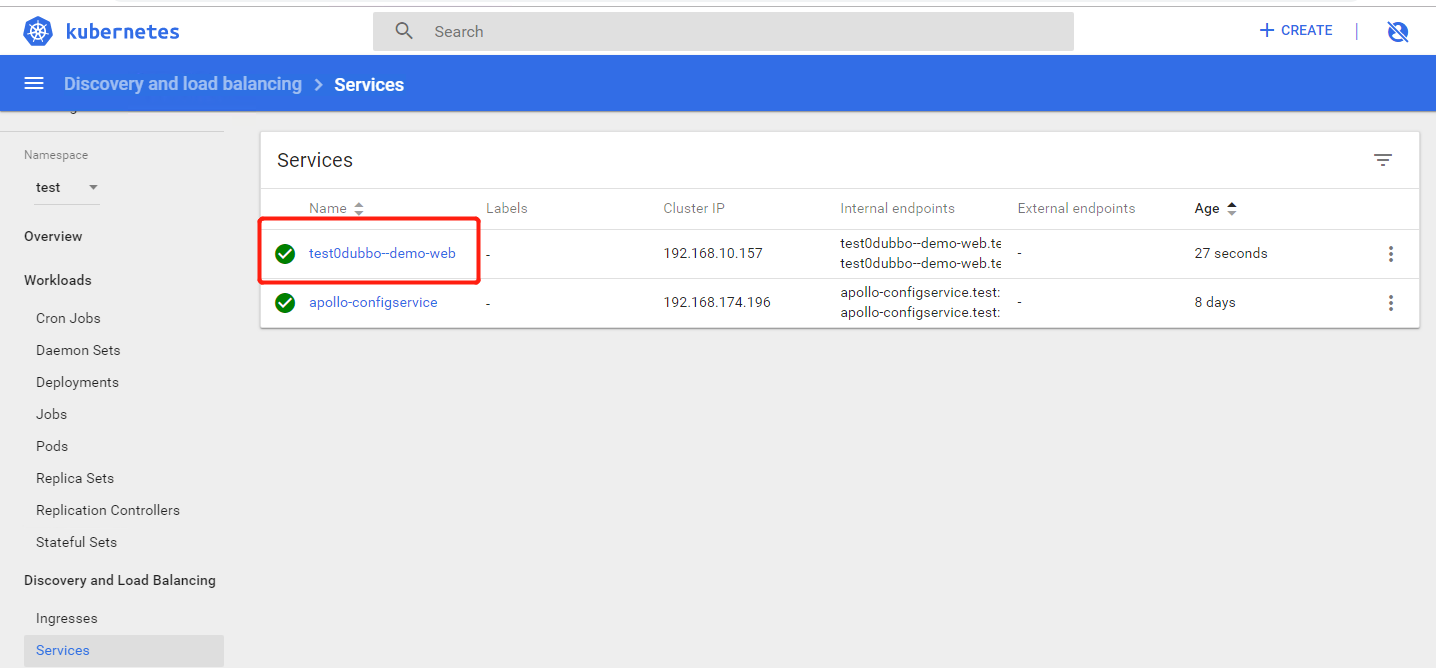 kubernetes
Search
CREATE
Discovery and load balancing
Services
Namespace
test
Overview
Workloads
Cron Jobs
Daemon Sets
Deployments
Jobs
Pods
Replica Sets
Replication Controllers
Stateful Sets
Discovery and Load Balancing
Ingresses
Services
Services
Name Labels Cluster IP Internal endpoints External endpoints Age
test0dubbo--demo-web - 192.168.10.157 test0dubbo--demo-web.te - 27 seconds
test0dubbo--demo-web.te
apollo-configservice - 192.168.174.196 apollo-configservice.test: - 8 days
apollo-configservice.test: